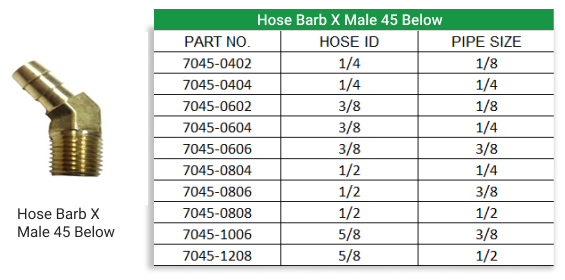 Hose Barb X Male 45 Below
PART NO. HOSE ID PIPE SIZE
7045-0402 1/4 1/8
7045-0404 1/4 1/4
7045-0602 3/8 1/8
7045-0604 3/8 1/4
7045-0606 3/8 3/8
7045-0804 1/2 1/4
7045-0806 1/2 3/8
7045-0808 1/2 1/2
7045-1006 5/8 3/8
7045-1208 5/8 1/2
Hose Barb X
Male 45 Below